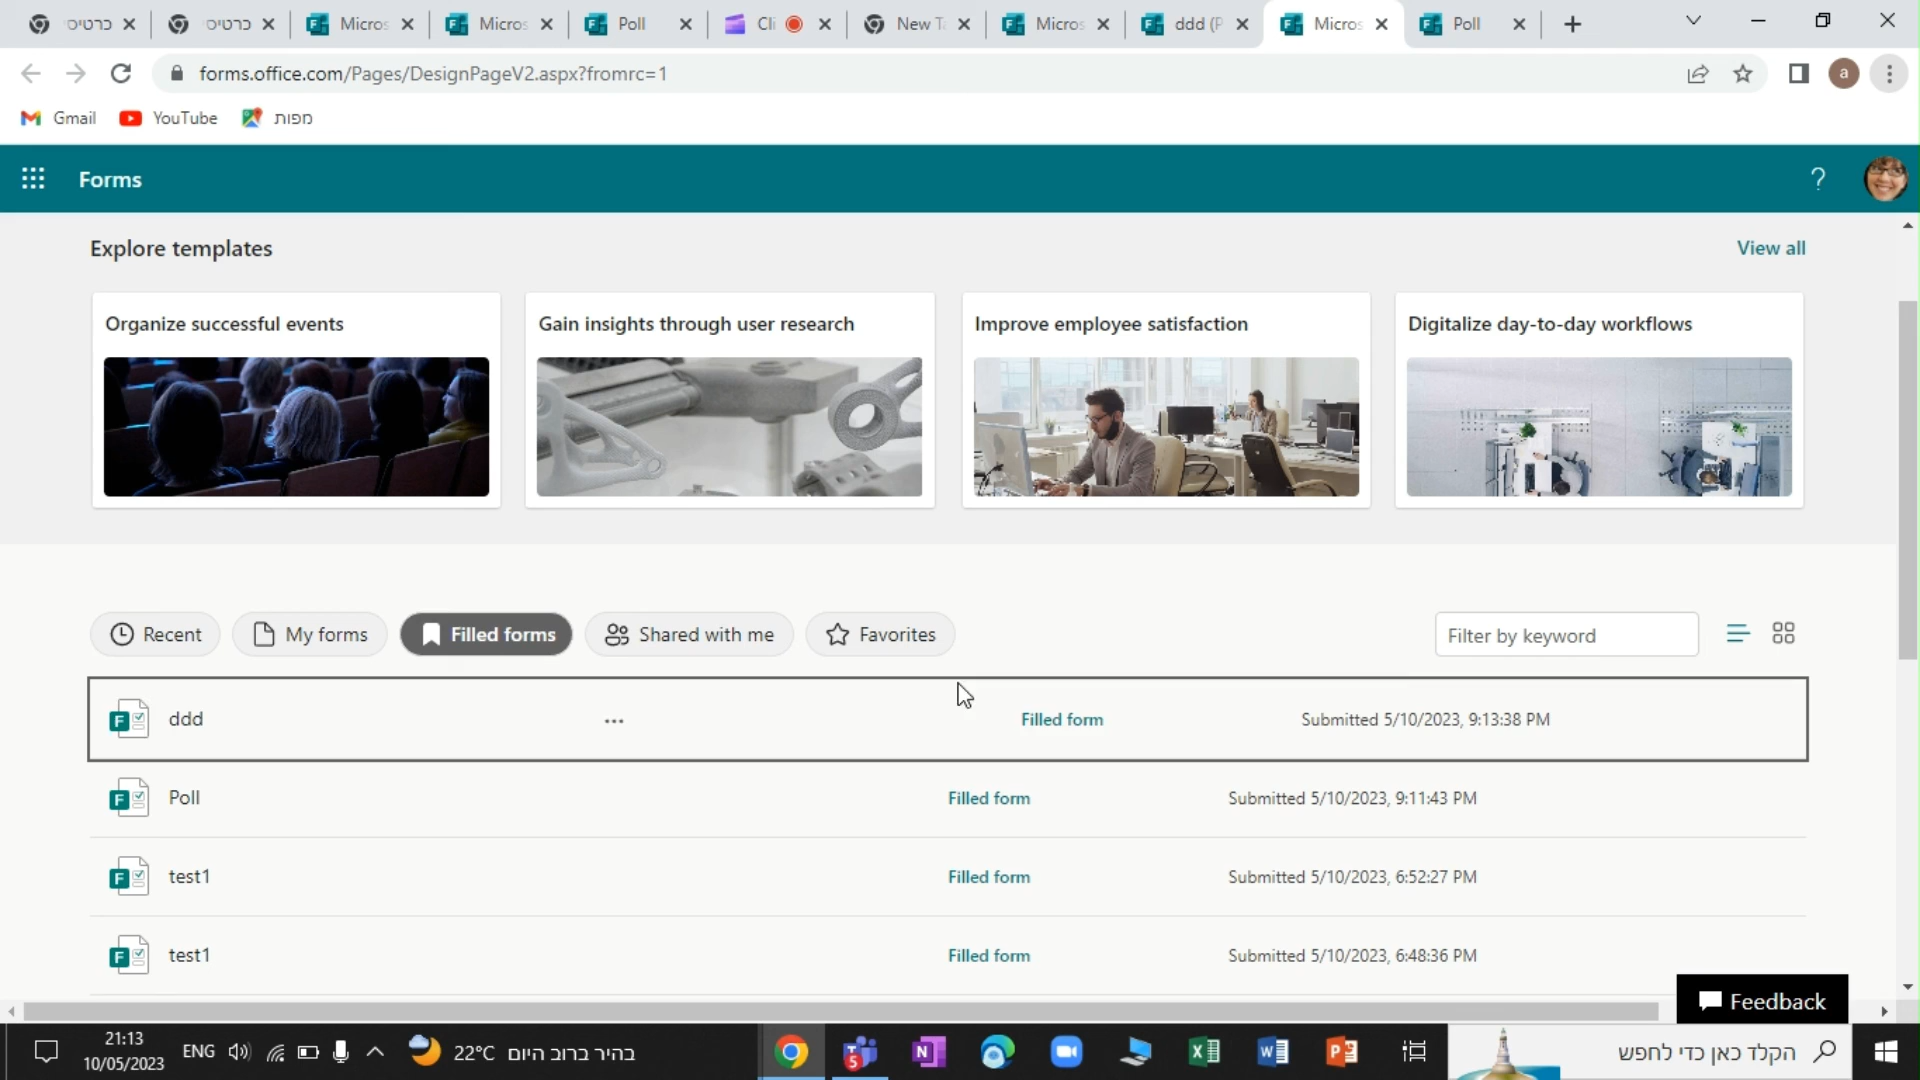 כרטיסי
כרטיסי
Micros
Micros
Poll
Cli
New Ta
Micros
ddd (P
Micros
Poll
forms.office.com/Pages/DesignPageV2.aspx?fromrc=1
a
Gmail
YouTube
מפות
Forms
?
Explore templates
View all
Organize successful events
Gain insights through user research
Improve employee satisfaction
Digitalize day-to-day workflows
Recent
My forms
Filled forms
Shared with me
Favorites
Filter by keyword
ddd
...
Filled form
Submitted 5/10/2023, 9:13:38 PM
Poll
Filled form
Submitted 5/10/2023, 9:11:43 PM
test1
Filled form
Submitted 5/10/2023, 6:52:27 PM
test1
Filled form
Submitted 5/10/2023, 6:48:36 PM
Feedback
21:13
10/05/2023
ENG
22°C
בהיר ברוב היום
הקלד כאן כדי לחפש